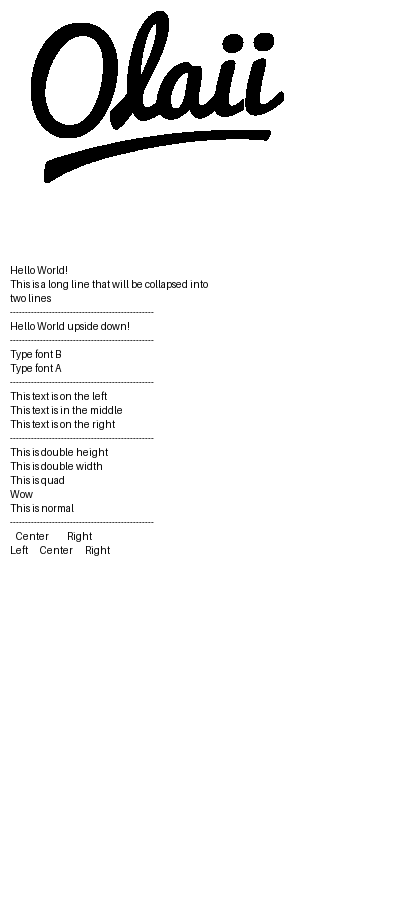 Olaii
Hello World!
This is a long line that will be collapsed into
two lines
------------------------------------------------
Hello World upside down!
------------------------------------------------
Type font B
Type font A
------------------------------------------------
This text is on the left
This text is in the middle
This text is on the right
------------------------------------------------
This is double height
This is double width
This is quad
Wow
This is normal
------------------------------------------------
Center Right
Left Center Right